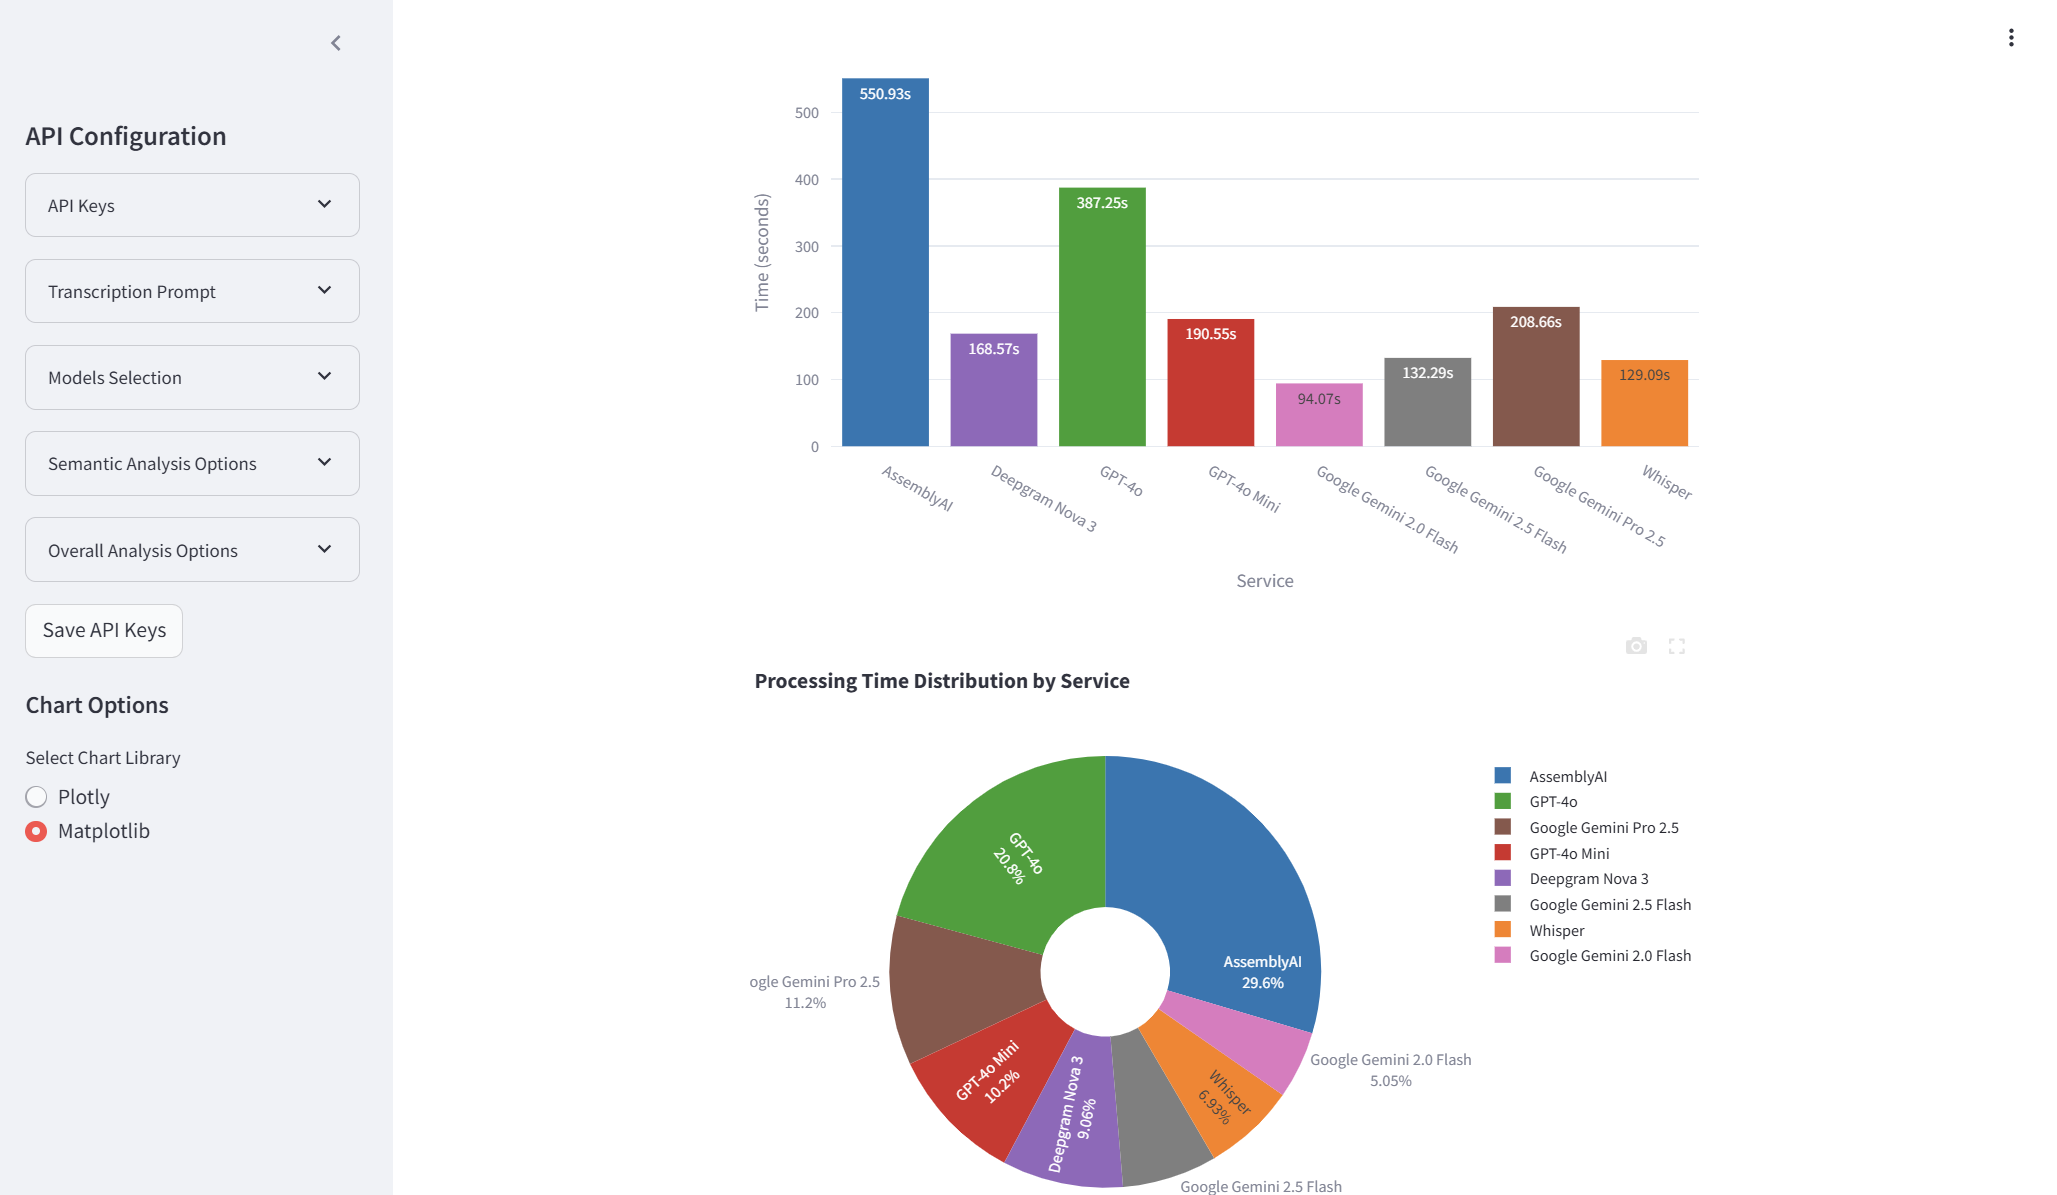 API Configuration
API Keys
Transcription Prompt
Models Selection
Semantic Analysis Options
Overall Analysis Options
Save API Keys
Chart Options
Select Chart Library
Plotly
Matplotlib
Time (seconds)
500
400
300
200
100
0
550.93s
168.57s
387.25s
190.55s
94.07s
132.29s
208.66s
129.09s
AssemblyAI
Deepgram Nova 3
GPT-4o
GPT-4o Mini
Google Gemini 2.0 Flash
Google Gemini 2.5 Flash
Google Gemini Pro 2.5
Whisper
Service
Processing Time Distribution by Service
GPT-4o
20.8%
AssemblyAI
29.6%
ogle Gemini Pro 2.5
11.2%
GPT-4o Mini
10.2%
Deepgram Nova 3
9.06%
Whisper
6.93%
Google Gemini 2.0 Flash
5.05%
Google Gemini 2.5 Flash
AssemblyAI
GPT-4o
Google Gemini Pro 2.5
GPT-4o Mini
Deepgram Nova 3
Google Gemini 2.5 Flash
Whisper
Google Gemini 2.0 Flash